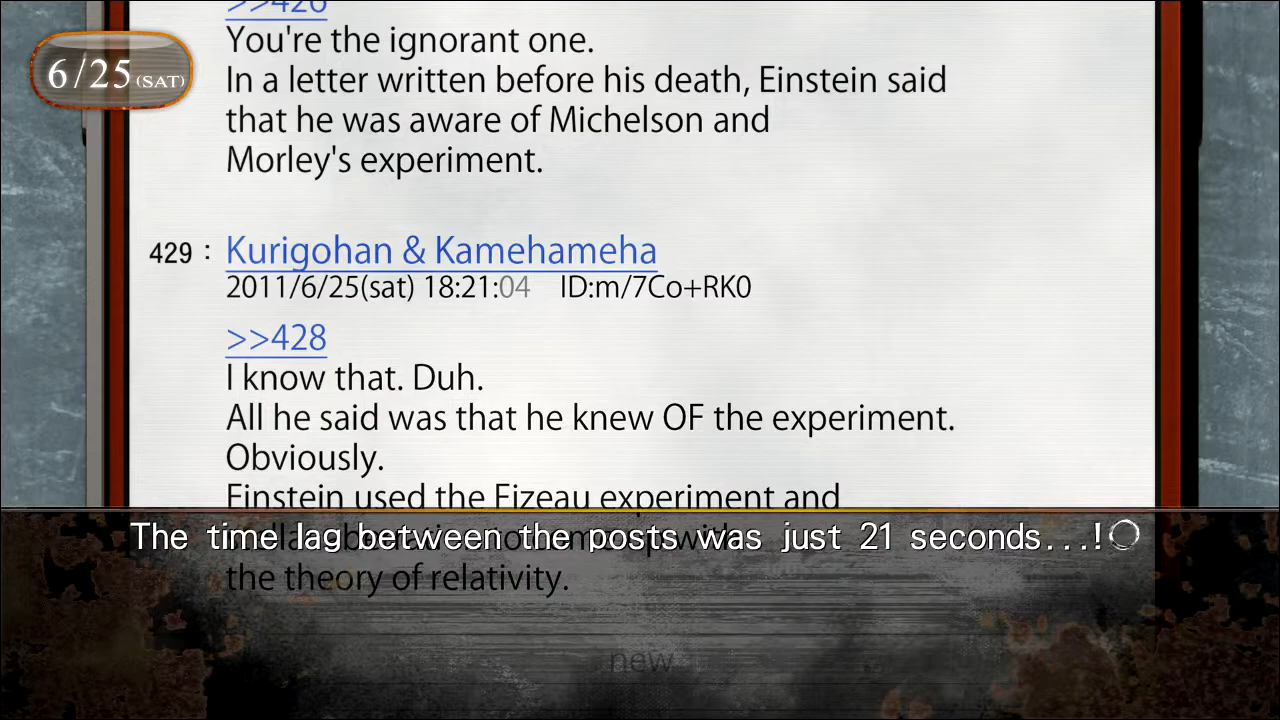 >>426
6/25(SAT)
You're the ignorant one.
In a letter written before his death, Einstein said
that he was aware of Michelson and
Morley's experiment.
429 : Kurigohan & Kamehameha
2011/6/25(sat) 18:21:04 ID:m/7Co+RK0
>>428
I know that. Duh.
All he said was that he knew OF the experiment.
Obviously.
Einstein used the Fizeau experiment and
The time lag between the posts was just 21 seconds...!
the theory of relativity.
new